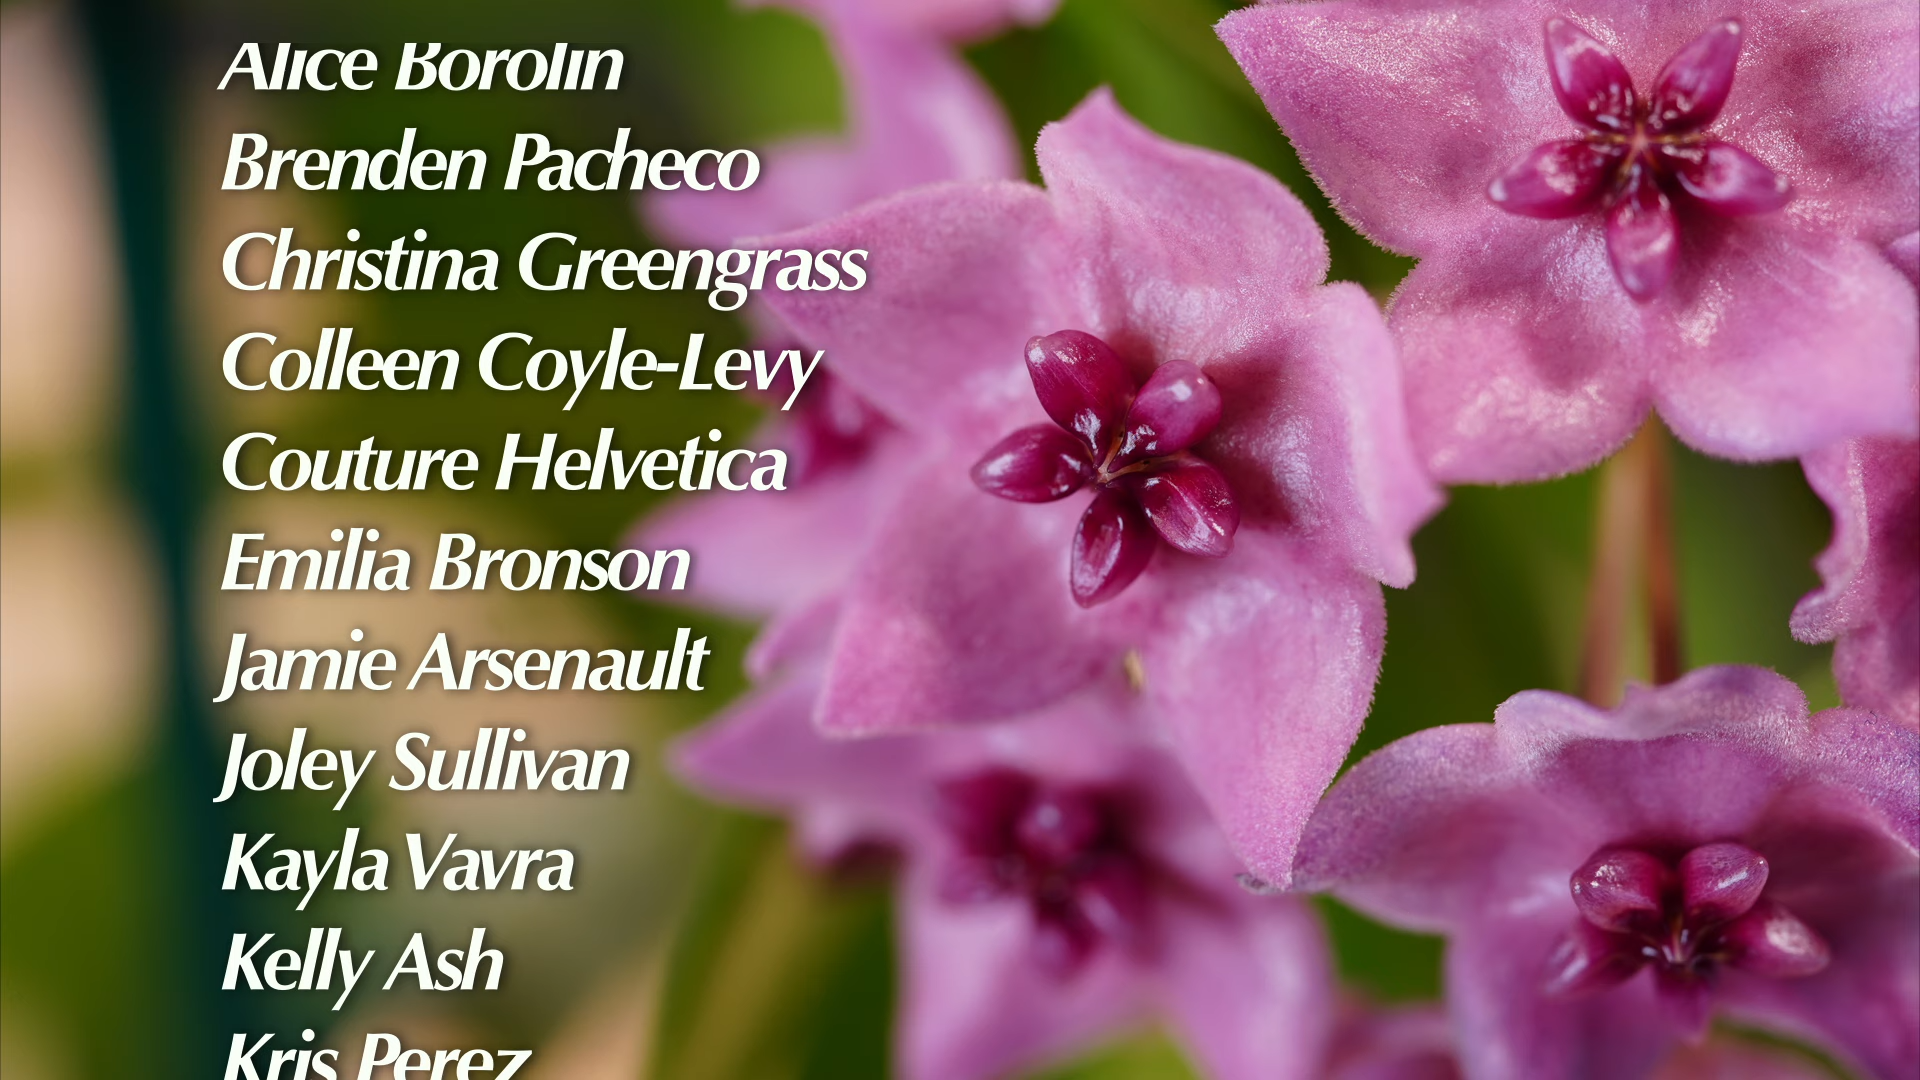 Alice Borolin
Brenden Pacheco
Christina Greengrass
Colleen Coyle-Levy
Couture Helvetica
Emilia Bronson
Jamie Arsenault
Joley Sullivan
Kayla Vavra
Kelly Ash
Kris Perez